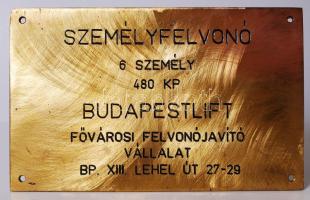 SZEMÉLYFELVONÓ
6 SZEMÉLY
480 KP
BUDAPESTLIFT
FŐVÁROSI FELVONÓJAVÍTÓ
VÁLLALAT
BP. XIII. LEHEL ÚT 27-29